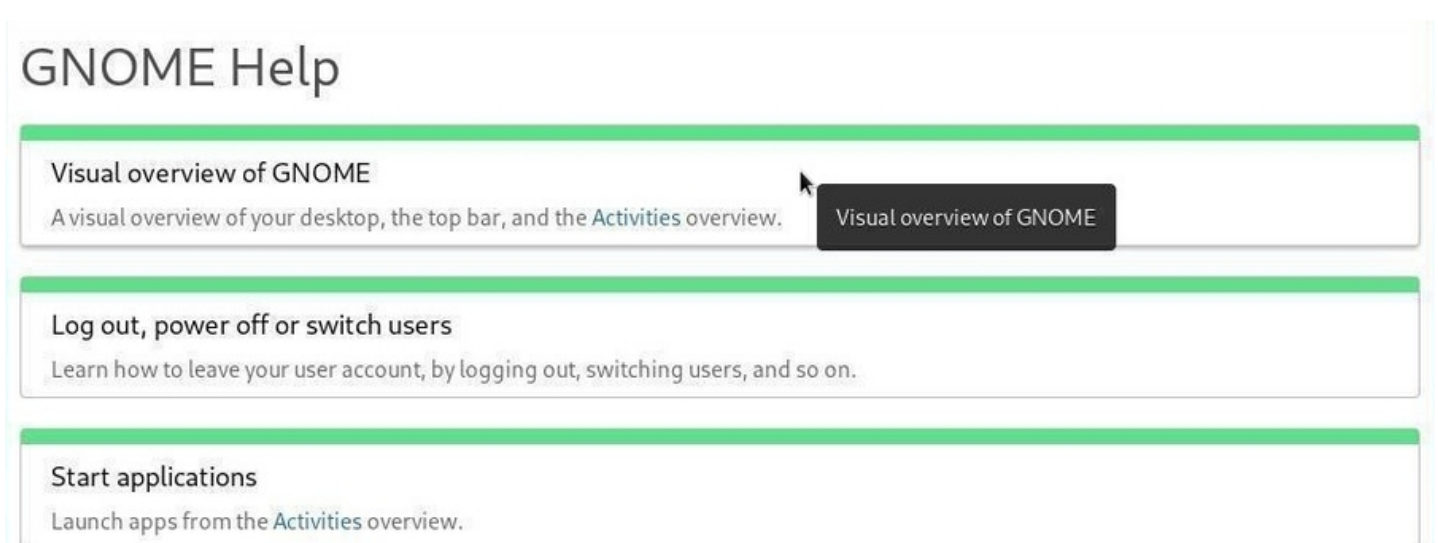 GNOME Help
Visual overview of GNOME
A visual overview of your desktop, the top bar, and the Activities overview.
Visual overview of GNOME
Log out, power off or switch users
Learn how to leave your user account, by logging out, switching users, and so on.
Start applications
Launch apps from the Activities overview.